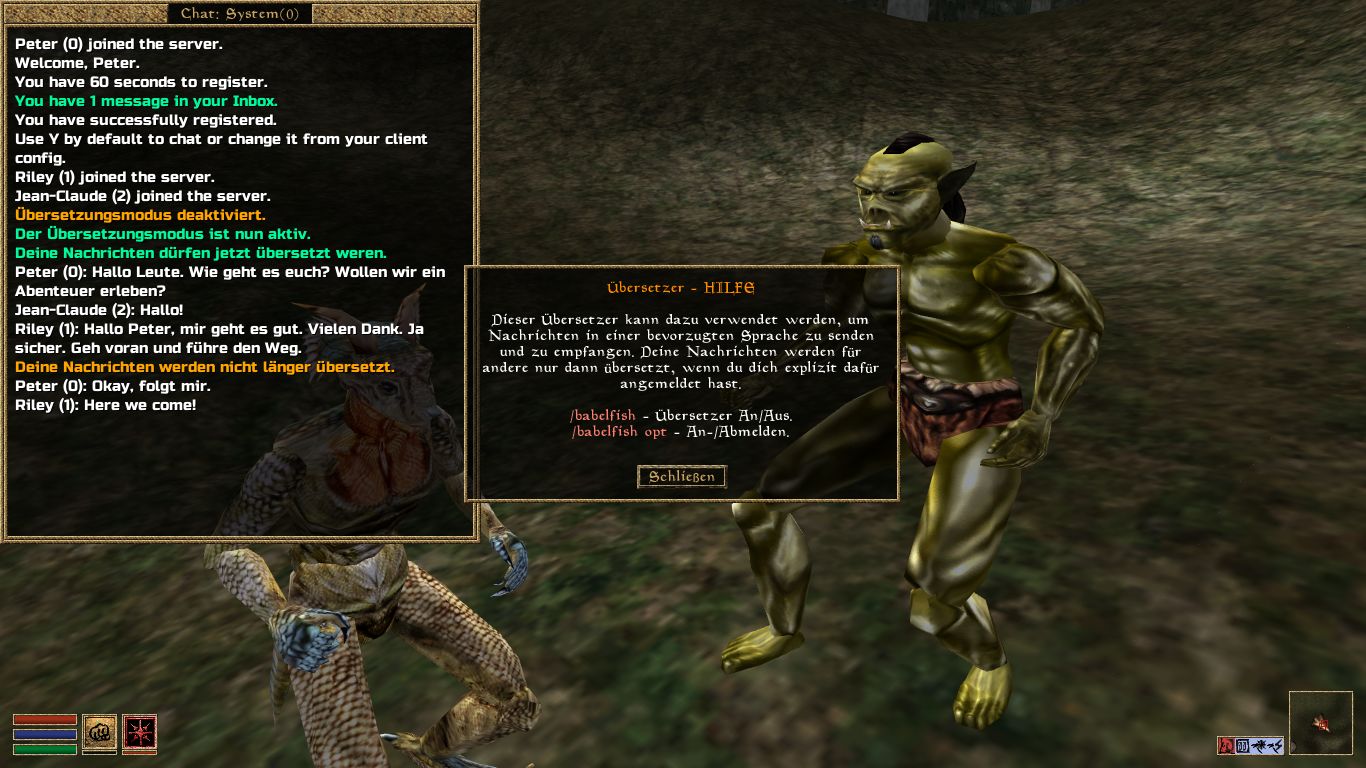 Chat: System(0)
Peter (0) joined the server.
Welcome, Peter.
You have 60 seconds to register.
You have 1 message in your Inbox.
You have successfully registered.
Use Y by default to chat or change it from your client
config.
Riley (1) joined the server.
Jean-Claude (2) joined the server.
Übersetzungsmodus deaktiviert.
Der Übersetzungsmodus ist nun aktiv.
Deine Nachrichten dürfen jetzt übersetzt weren.
Peter (0): Hallo Leute. Wie geht es euch? Wollen wir ein
Abenteuer erleben?
Jean-Claude (2): Hallo!
Riley (1): Hallo Peter, mir geht es gut. Vielen Dank. Ja
sicher. Geh voran und führe den Weg.
Deine Nachrichten werden nicht länger übersetzt.
Peter (0): Okay, folgt mir.
Riley (1): Here we come!
Übersetzer - HILFE
Dieser Übersetzer kann dazu verwendet werden, um
Nachrichten in einer bevorzugten Sprache zu senden
und zu empfangen. Deine Nachrichten werden für
andere nur dann übersetzt, wenn du dich explizit dafür
angemeldet hast.
/babelfish - Übersetzer An/Aus.
/babelfish opt - An-/Abmelden.
Schließen